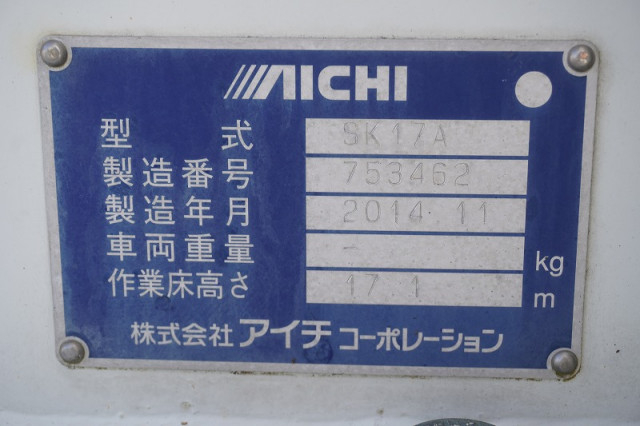 AICHI
型式 SK17A
製造番号 753462
製造年月 2014.11
車両重量 - kg
作業床高さ 17.1 m
株式会社 アイチ コーポレーション